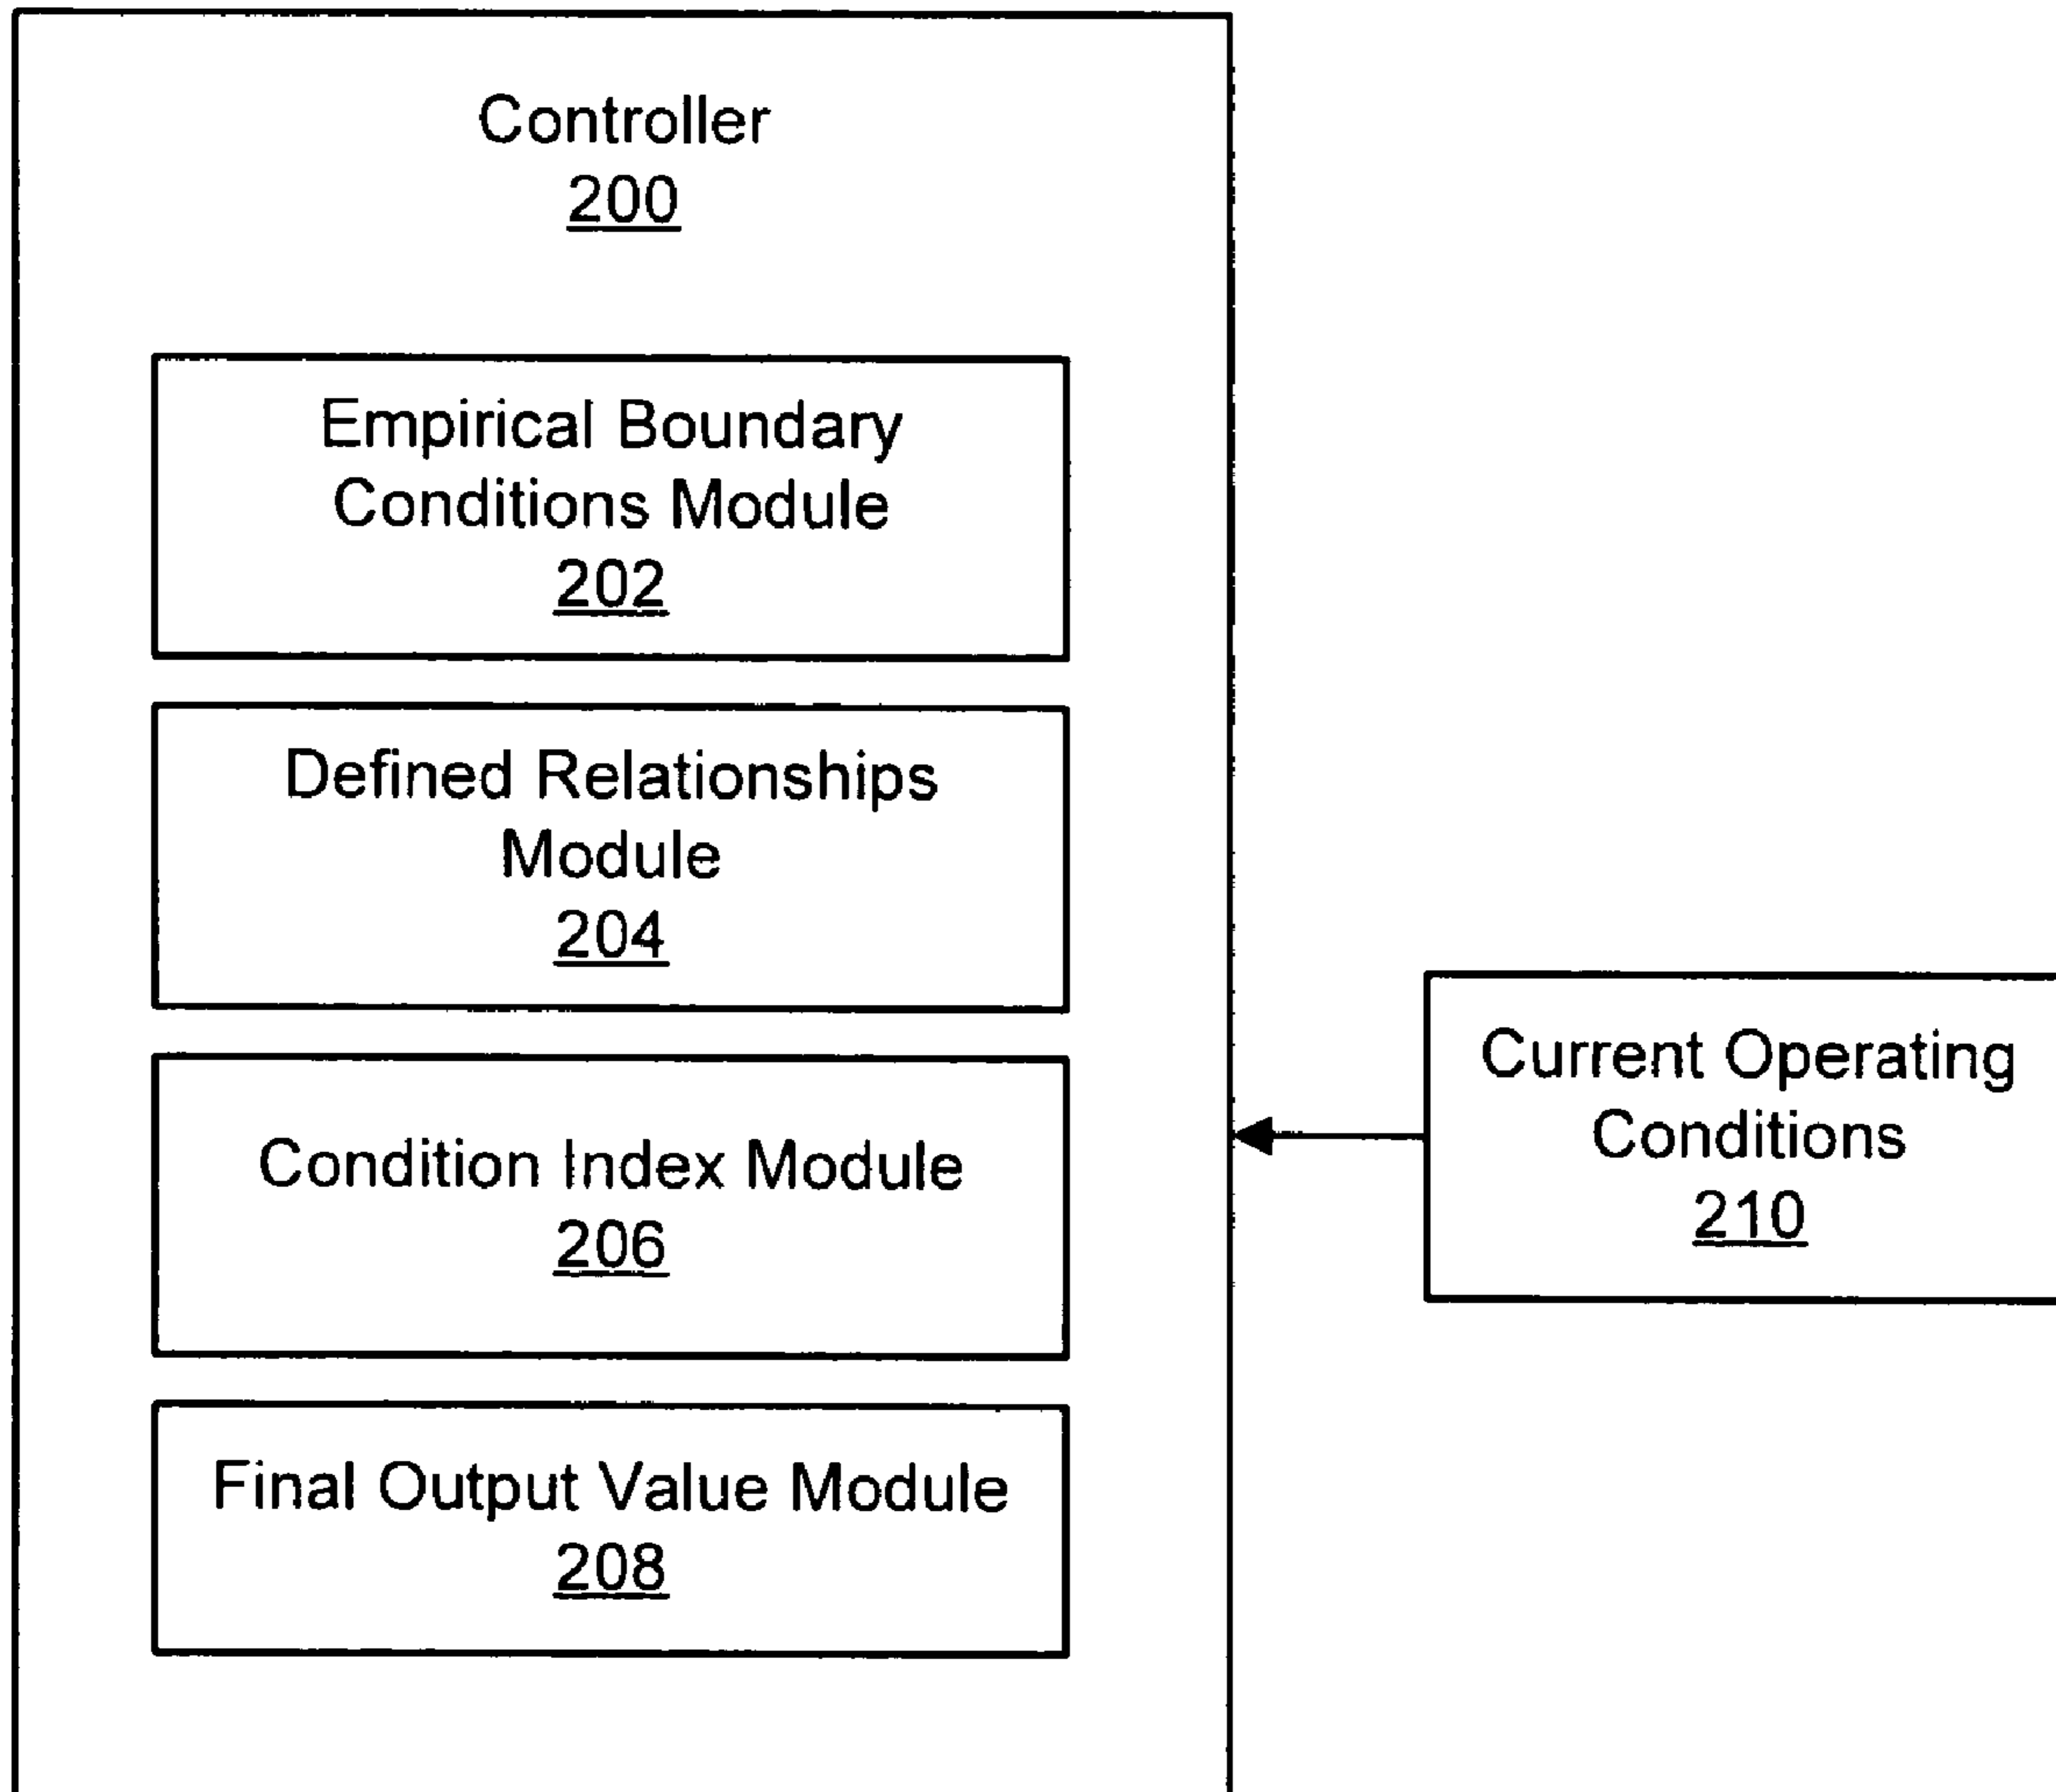 Controller
200
Empirical Boundary
Conditions Module
202
Defined Relationships
Module
204
Condition Index Module
206
Final Output Value Module
208
Current Operating
Conditions
210